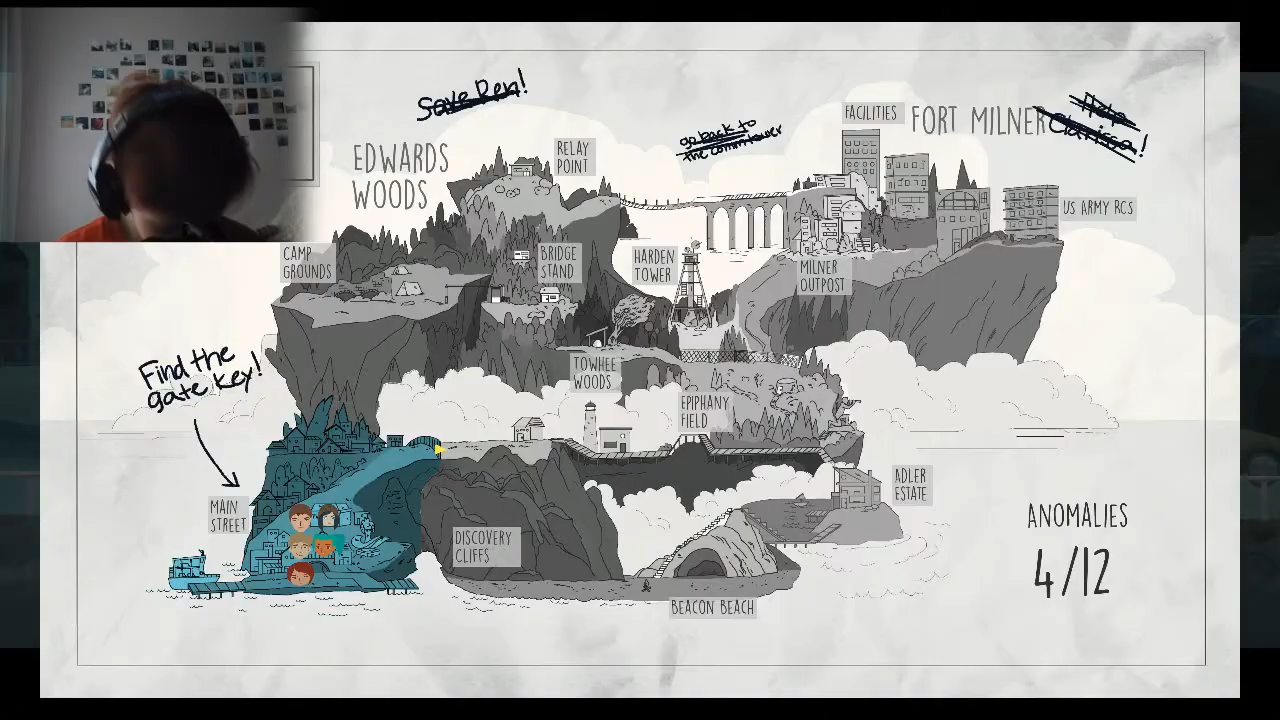 Save Ren!
go back to
the comm tower
FACILITIES
FORT MILNER
Help
Clarissa!
EDWARDS
WOODS
RELAY
POINT
US ARMY RCS
CAMP
GROUNDS
BRIDGE
STAND
HARDEN
TOWER
MILNER
OUTPOST
Find the
gate key!
TOWHEE
WOODS
EPIPHANY
FIELD
ADLER
ESTATE
MAIN
STREET
DISCOVERY
CLIFFS
BEACON BEACH
ANOMALIES
4/12